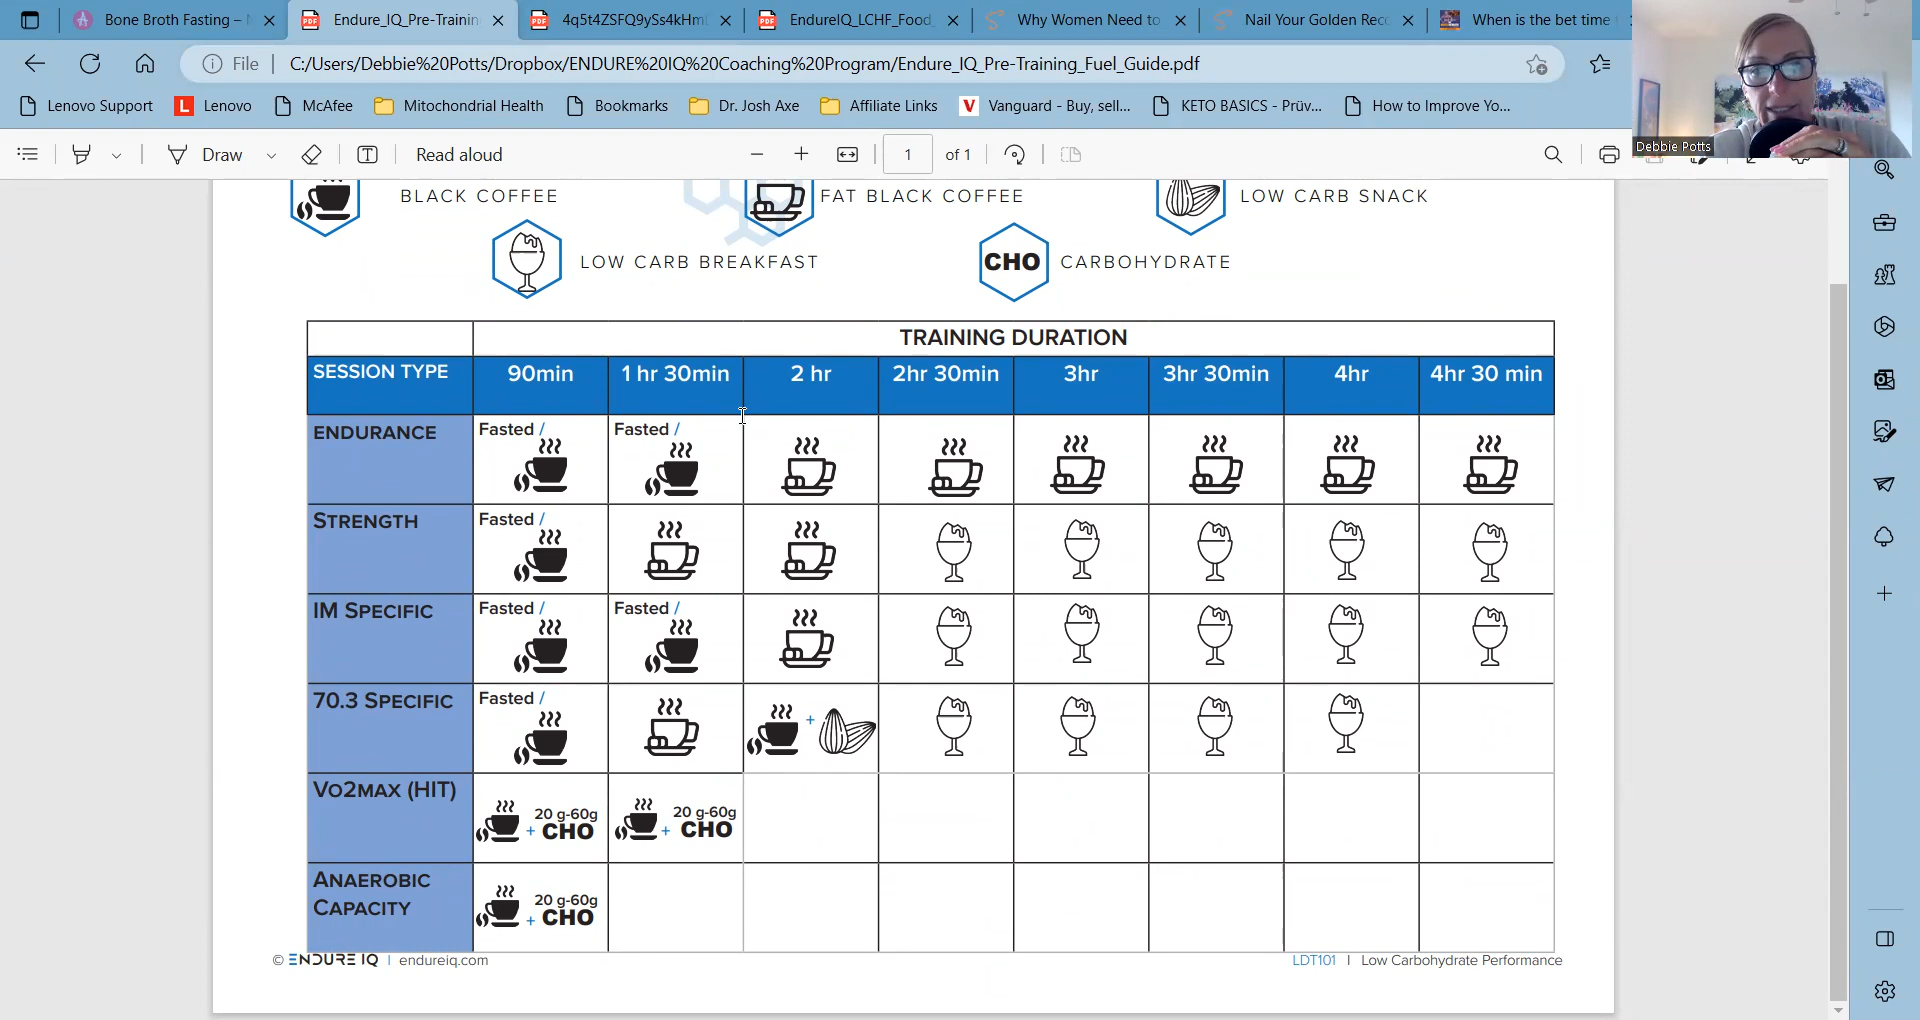 Bone Broth Fasting –
Endure_IQ_Pre-Trainin
4q5t4ZSFQ9ySs4kHm
EndureIQ_LCHF_Food_
Why Women Need to
Nail Your Golden Rec
When is the bet time
File
C:/Users/Debbie%20Potts/Dropbox/ENDURE%20IQ%20Coaching%20Program/Endure_IQ_Pre-Training_Fuel_Guide.pdf
Lenovo Support
L Lenovo
McAfee
Mitochondrial Health
Bookmarks
Dr. Josh Axe
Affiliate Links
V Vanguard - Buy, sell...
KETO BASICS - Prüv...
How to Improve Yo...
Debbie Potts
Draw
Read aloud
1 of 1
BLACK COFFEE
FAT BLACK COFFEE
LOW CARB SNACK
LOW CARB BREAKFAST
CHO CARBOHYDRATE
TRAINING DURATION
SESSION TYPE 90min 1 hr 30min 2 hr 2hr 30min 3hr 3hr 30min 4hr 4hr 30 min
ENDURANCE Fasted / Fasted /
STRENGTH Fasted /
IM SPECIFIC Fasted / Fasted /
70.3 SPECIFIC Fasted / +
VO2MAX (HIT) + 20 g-60g CHO + 20 g-60g CHO
ANAEROBIC
CAPACITY + 20 g-60g CHO
© ENDURE IQ | endureiq.com
LDT101 | Low Carbohydrate Performance